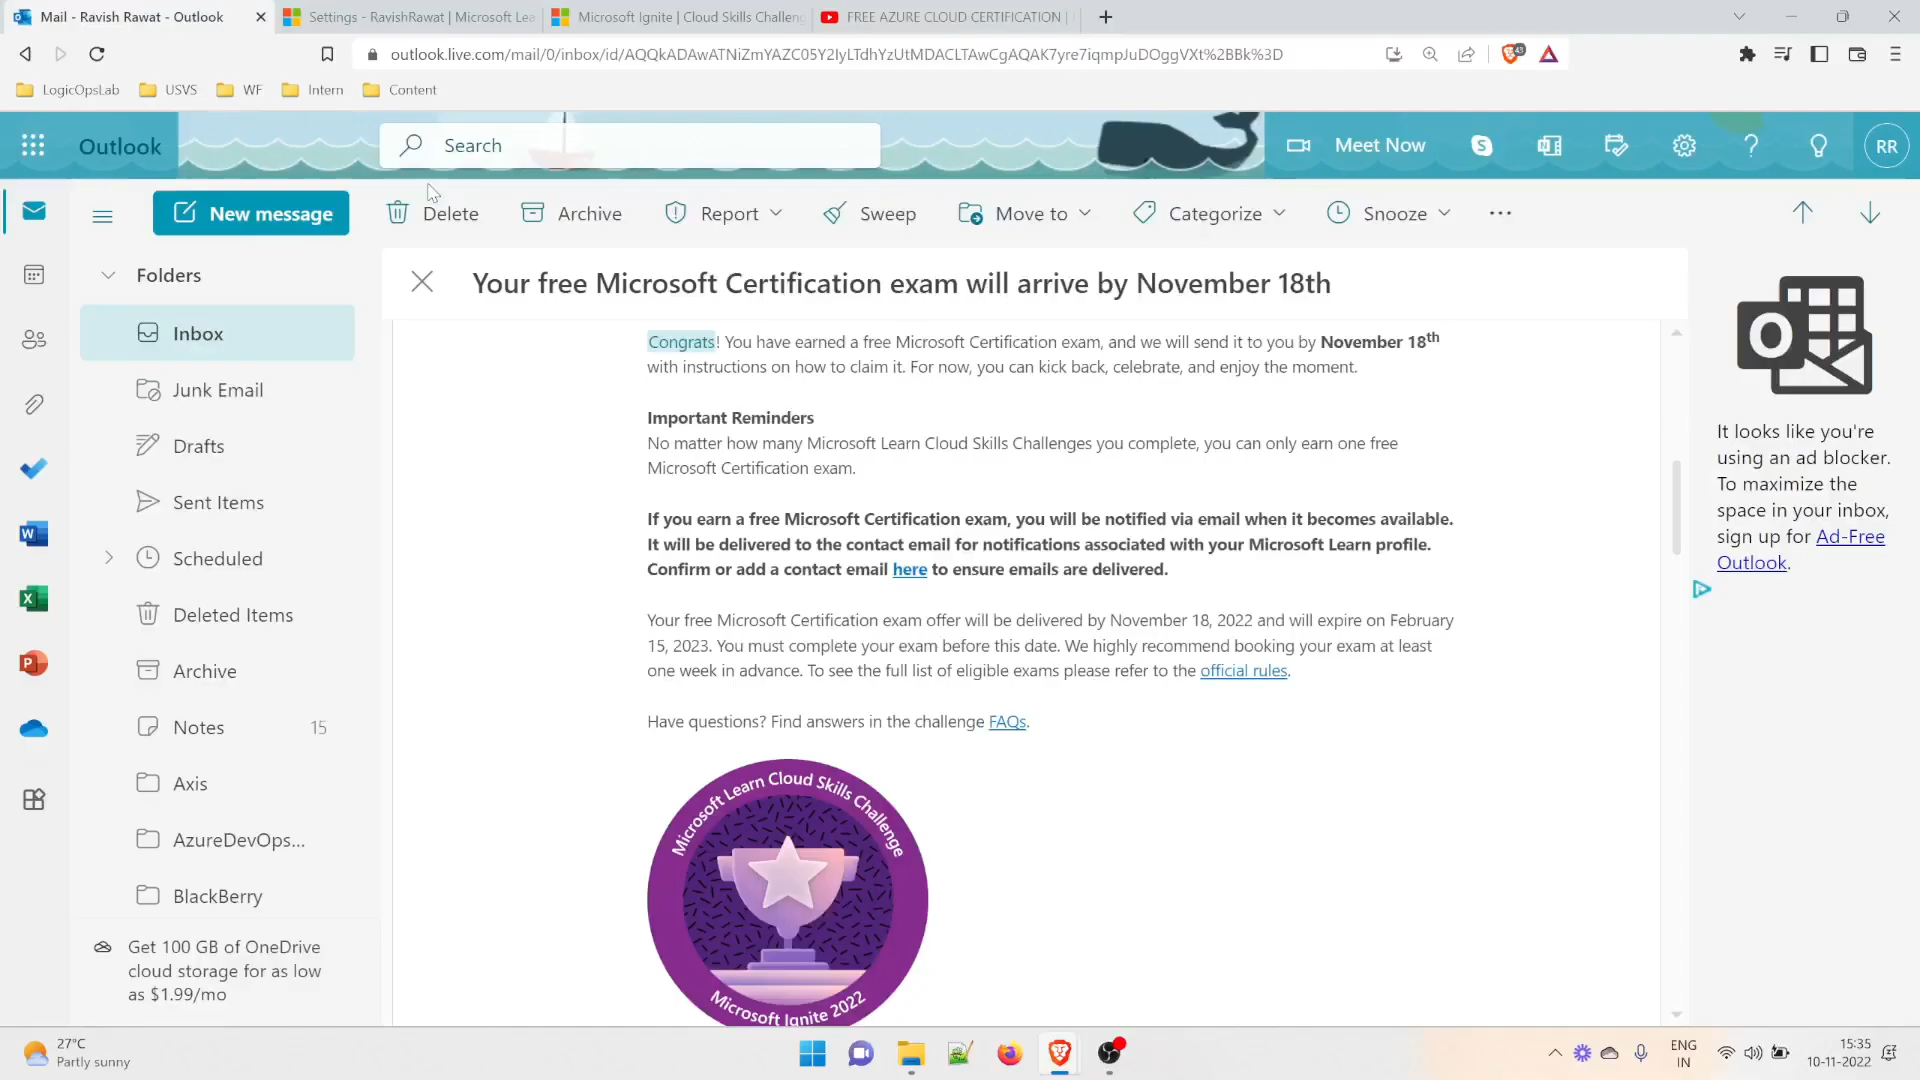 Mail - Ravish Rawat - Outlook
Settings - RavishRawat | Microsoft Lea
Microsoft Ignite | Cloud Skills Challeng
FREE AZURE CLOUD CERTIFICATION |
outlook.live.com/mail/0/inbox/id/AQQkADAwATNiZmYAZC05Y2IyLTdhYzUtMDACLTAwCgAQAK7yre7iqmpJuDOggVXt%2BBk%3D
43
LogicOpsLab
USVS
WF
Intern
Content
Outlook
Search
Meet Now
RR
New message
Delete
Archive
Report
Sweep
Move to
Categorize
Snooze
Folders
Inbox
Junk Email
Drafts
Sent Items
Scheduled
Deleted Items
Archive
Notes 15
Axis
AzureDevOps...
BlackBerry
Get 100 GB of OneDrive
cloud storage for as low
as $1.99/mo
Your free Microsoft Certification exam will arrive by November 18th
Congrats! You have earned a free Microsoft Certification exam, and we will send it to you by November 18th
with instructions on how to claim it. For now, you can kick back, celebrate, and enjoy the moment.
Important Reminders
No matter how many Microsoft Learn Cloud Skills Challenges you complete, you can only earn one free
Microsoft Certification exam.
If you earn a free Microsoft Certification exam, you will be notified via email when it becomes available.
It will be delivered to the contact email for notifications associated with your Microsoft Learn profile.
Confirm or add a contact email here to ensure emails are delivered.
Your free Microsoft Certification exam offer will be delivered by November 18, 2022 and will expire on February
15, 2023. You must complete your exam before this date. We highly recommend booking your exam at least
one week in advance. To see the full list of eligible exams please refer to the official rules.
Have questions? Find answers in the challenge FAQs.
Microsoft Learn Cloud Skills Challenge
Microsoft Ignite 2022
It looks like you're
using an ad blocker.
To maximize the
space in your inbox,
sign up for Ad-Free
Outlook.
27°C
Partly sunny
ENG
IN
15:35
10-11-2022